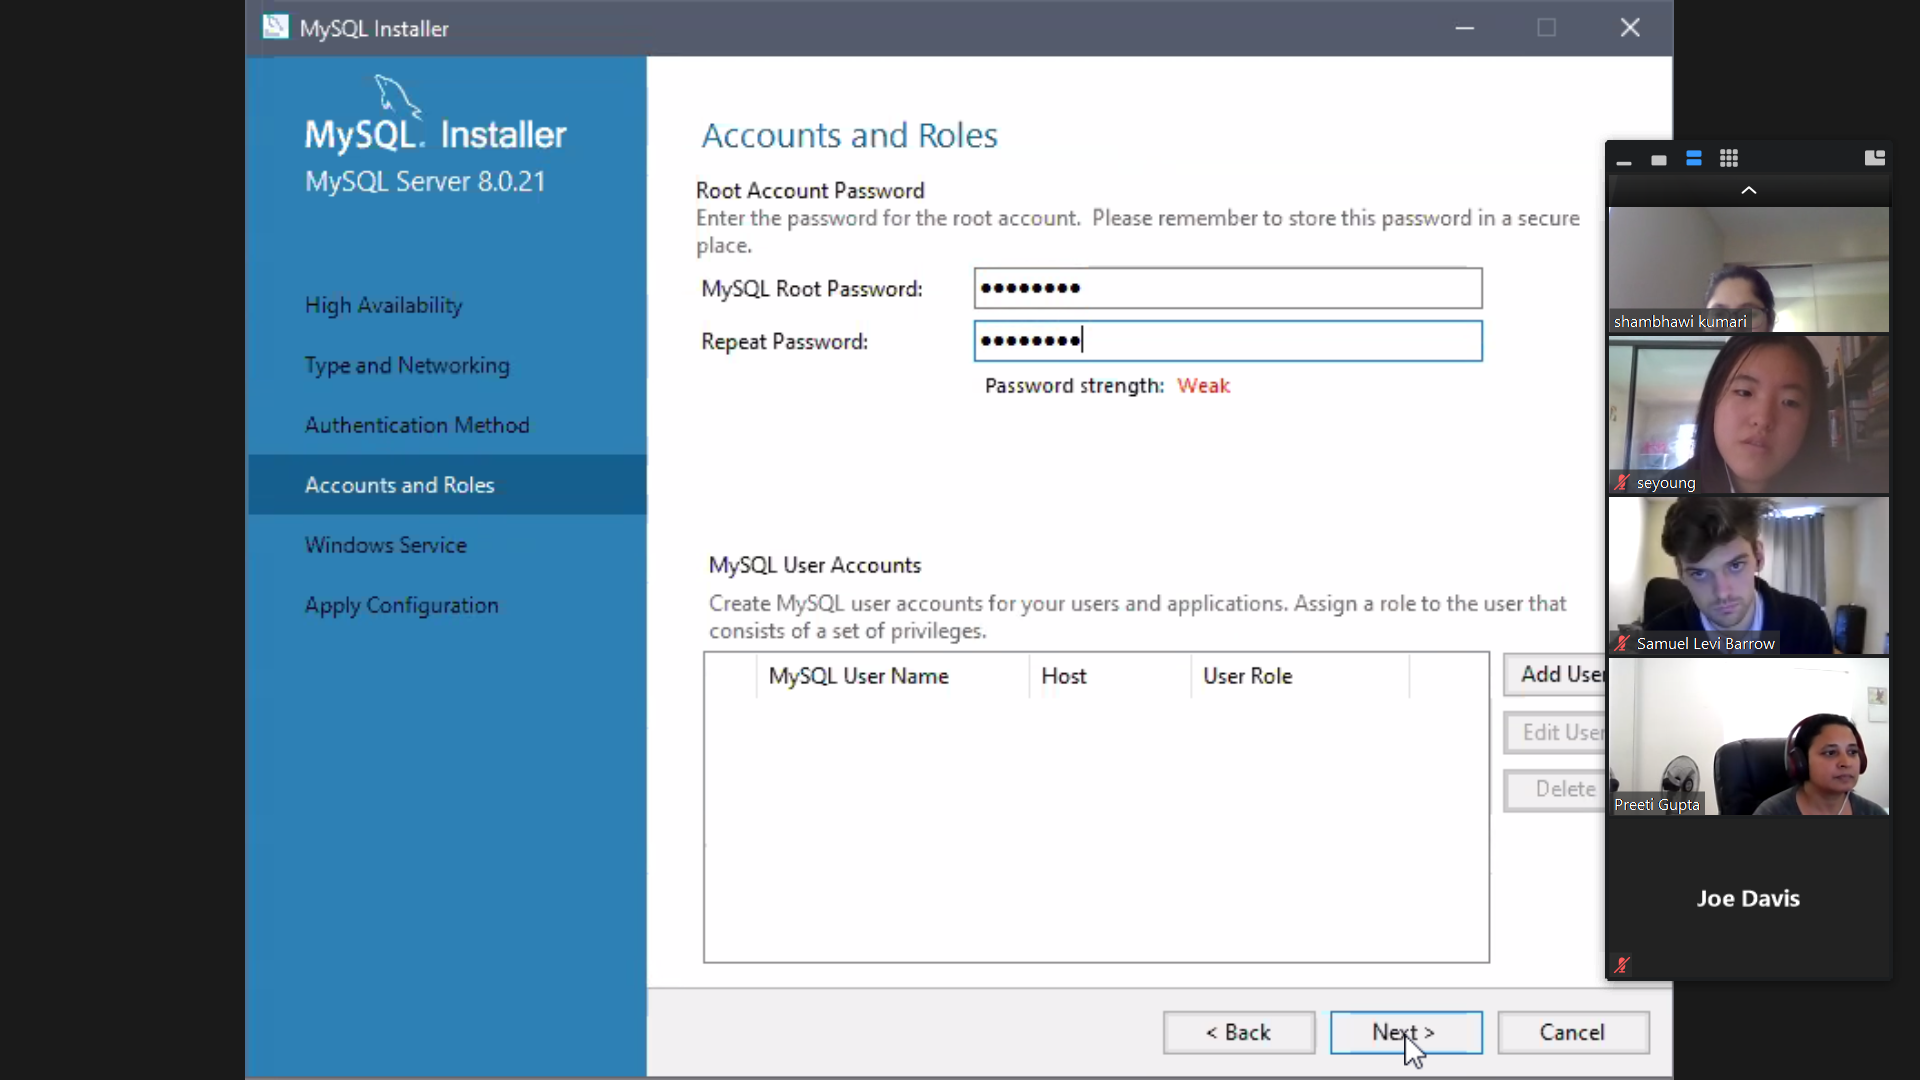 MySQL Installer
MySQL. Installer
MySQL Server 8.0.21
High Availability
Type and Networking
Authentication Method
Accounts and Roles
Windows Service
Apply Configuration
Accounts and Roles
Root Account Password
Enter the password for the root account. Please remember to store this password in a secure
place.
MySQL Root Password:
Repeat Password:
Password strength: Weak
MySQL User Accounts
Create MySQL user accounts for your users and applications. Assign a role to the user that
consists of a set of privileges.
MySQL User Name Host User Role
Add User
Edit User
Delete
< Back Next > Cancel
shambhawi kumari
seyoung
Samuel Levi Barrow
Preeti Gupta
Joe Davis